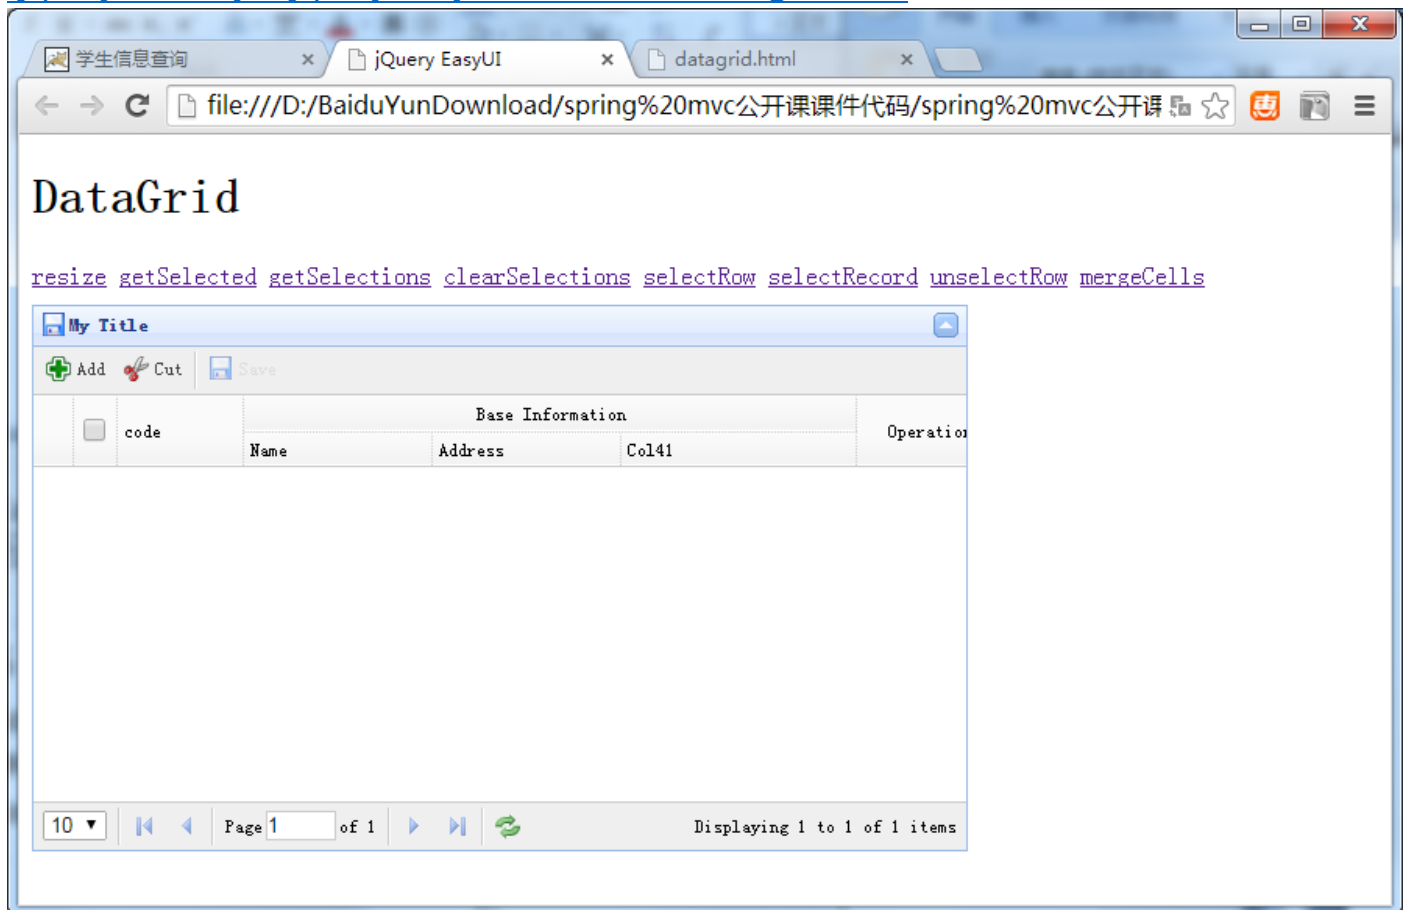 学生信息查询 jQuery EasyUI datagrid.html
file:///D:/BaiduYunDownload/spring%20mvc公开课课件代码/spring%20mvc公开课
DataGrid
resize getSelected getSelections clearSelections selectRow selectRecord unselectRow mergeCells
My Title
Add Cut Save
Base Information
code Operation
Name Address Col41
10 Page 1 of 1 Displaying 1 to 1 of 1 items